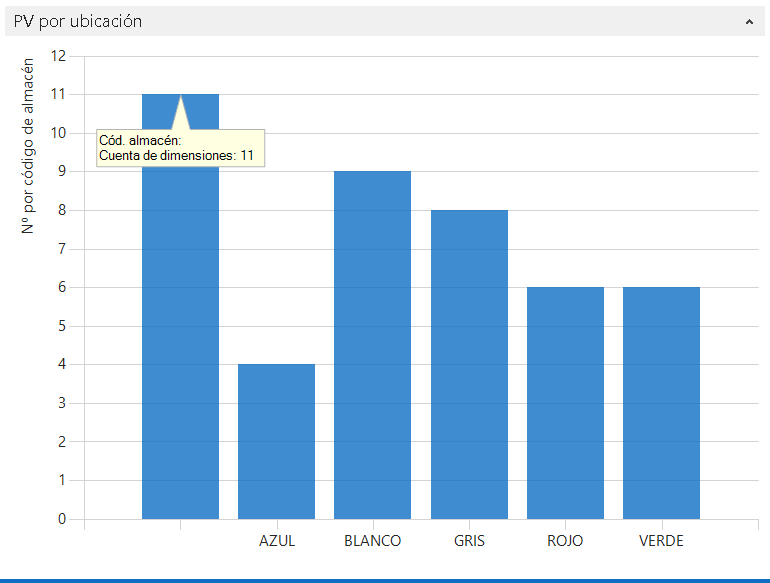 PV por ubicación
Nº por código de almacén
12
11
10
9
8
7
6
5
4
3
2
1
0
Cód. almacén:
Cuenta de dimensiones: 11
AZUL
BLANCO
GRIS
ROJO
VERDE